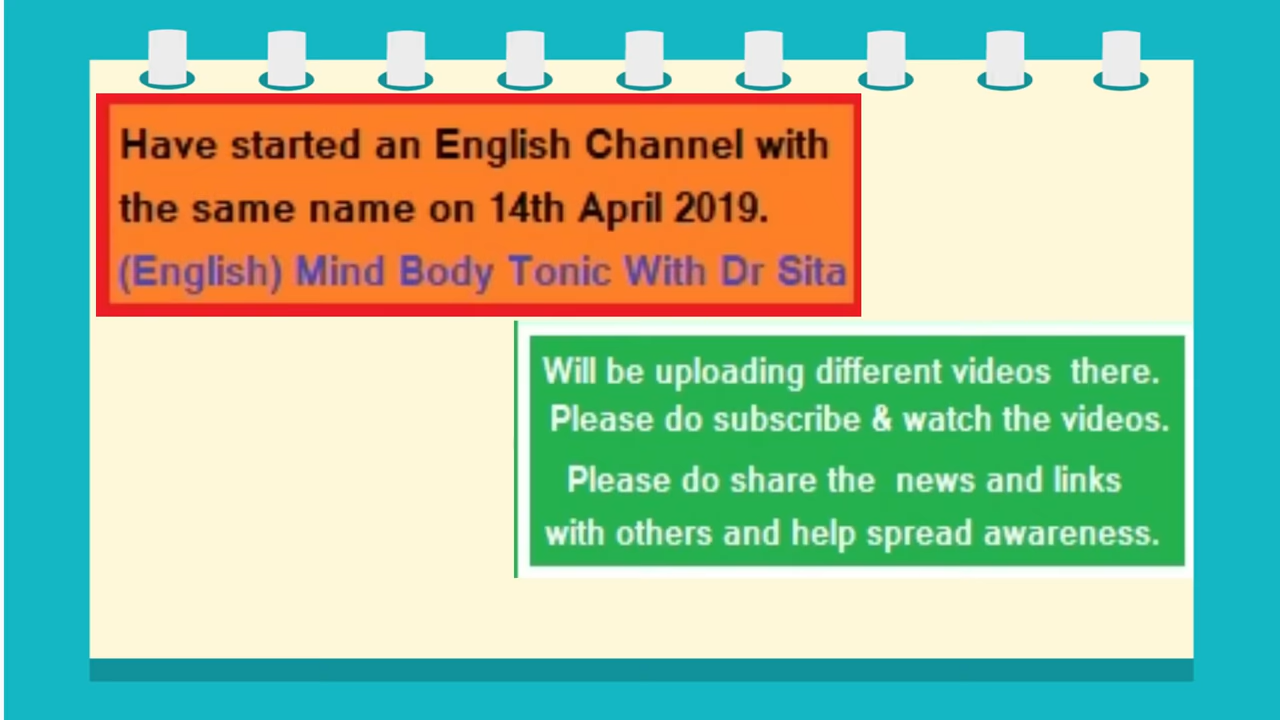 Have started an English Channel with
the same name on 14th April 2019.
(English) Mind Body Tonic With Dr Sita
Will be uploading different videos there.
Please do subscribe & watch the videos.
Please do share the news and links
with others and help spread awareness.